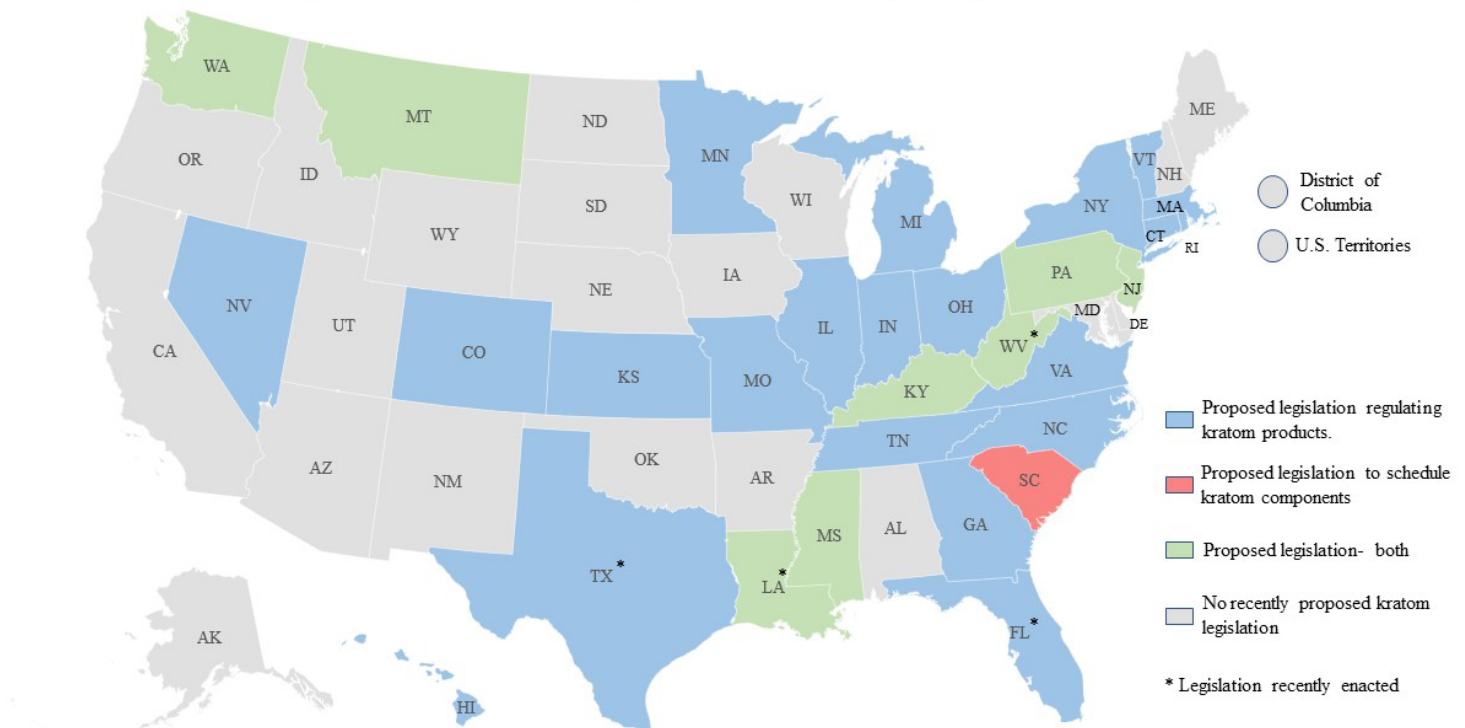 WA
MT
ND
MN
ME
OR
ID
SD
WI
MI
NY
VT
NH
MA
CT
RI
WY
IA
NE
NV
UT
CO
CA
KS
MO
IL
IN
OH
PA
NJ
MD
DE
WV *
VA
KY
NC
TN
AZ
NM
OK
AR
SC
MS
AL
GA
TX *
LA *
FL *
AK
HI
District of
Columbia
U.S. Territories
Proposed legislation regulating
kratom products.
Proposed legislation to schedule
kratom components
Proposed legislation- both
No recently proposed kratom
legislation
* Legislation recently enacted